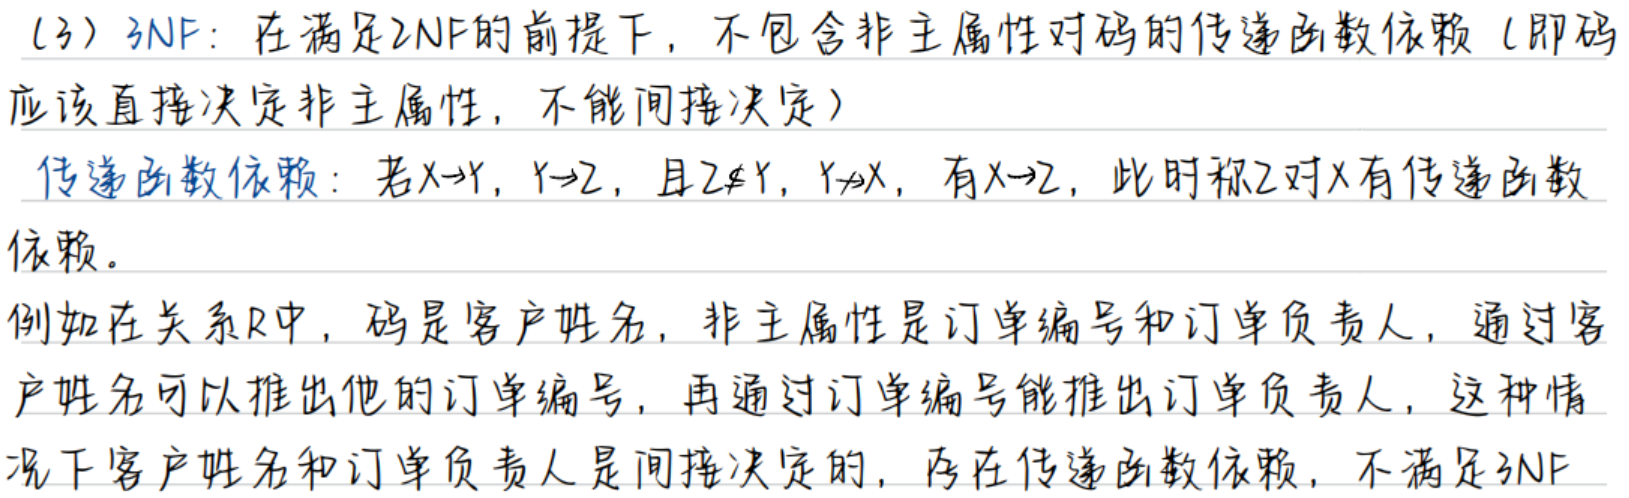 (3) 3NF：在满足2NF的前提下，不包含非主属性对码的传递函数依赖（即码
应该直接决定非主属性，不能间接决定）
传递函数依赖：若X→Y，Y→Z，且Z⊄Y，Y↛X，有X→Z，此时称Z对X有传递函数
依赖。
例如在关系R中，码是客户姓名，非主属性是订单编号和订单负责人，通过客
户姓名可以推出他的订单编号，再通过订单编号能推出订单负责人，这种情
况下客户姓名和订单负责人是间接决定的，存在传递函数依赖，不满足3NF